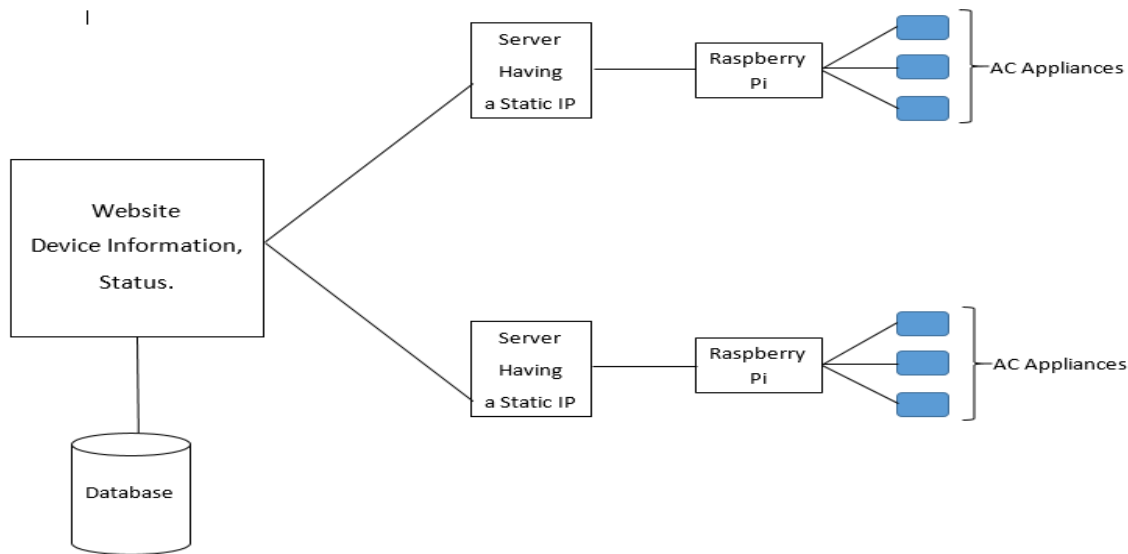 Server
Having
a Static IP
Raspberry
Pi
AC Appliances
Website
Device Information,
Status.
Server
Having
a Static IP
Raspberry
Pi
AC Appliances
Database